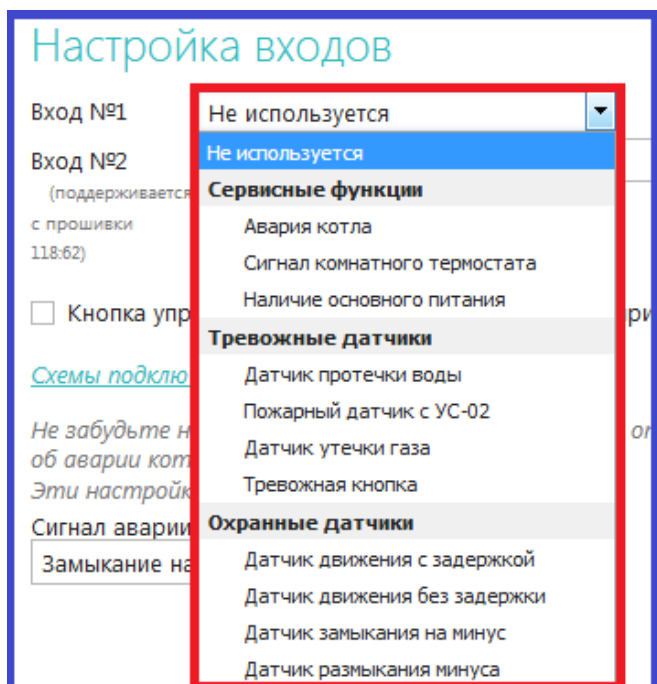 Настройка входов
Вход №1
Не используется
Вход №2
(поддерживается
с прошивки
118:62)
Не используется
Сервисные функции
Авария котла
Сигнал комнатного термостата
Наличие основного питания
Тревожные датчики
Датчик протечки воды
Пожарный датчик с УС-02
Датчик утечки газа
Тревожная кнопка
Охранные датчики
Датчик движения с задержкой
Датчик движения без задержки
Датчик замыкания на минус
Датчик размыкания минуса
Кнопка упр
Схемы подклю
Не забудьте н
об аварии кот
Эти настройк
Сигнал аварии
Замыкание на